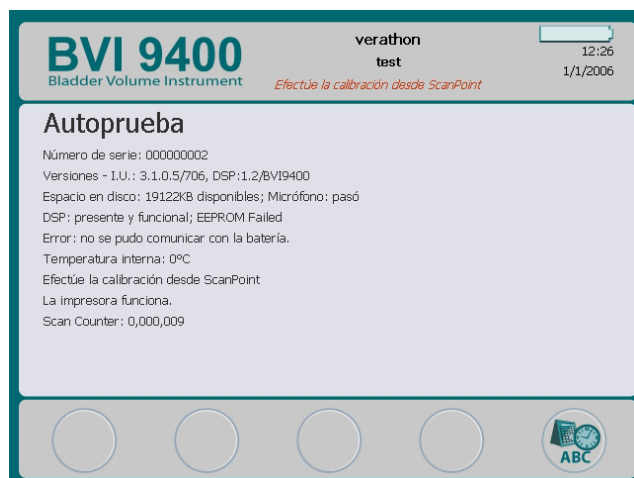 BVI 9400
Bladder Volume Instrument
verathon
test
Efectúe la calibración desde ScanPoint
12:26
1/1/2006
Autoprueba
Número de serie: 000000002
Versiones - I.U.: 3.1.0.5/706, DSP:1.2/BVI9400
Espacio en disco: 19122KB disponibles; Micrófono: pasó
DSP: presente y funcional; EEPROM Failed
Error: no se pudo comunicar con la batería.
Temperatura interna: 0ºC
Efectúe la calibración desde ScanPoint
La impresora funciona.
Scan Counter: 0,000,009
ABC